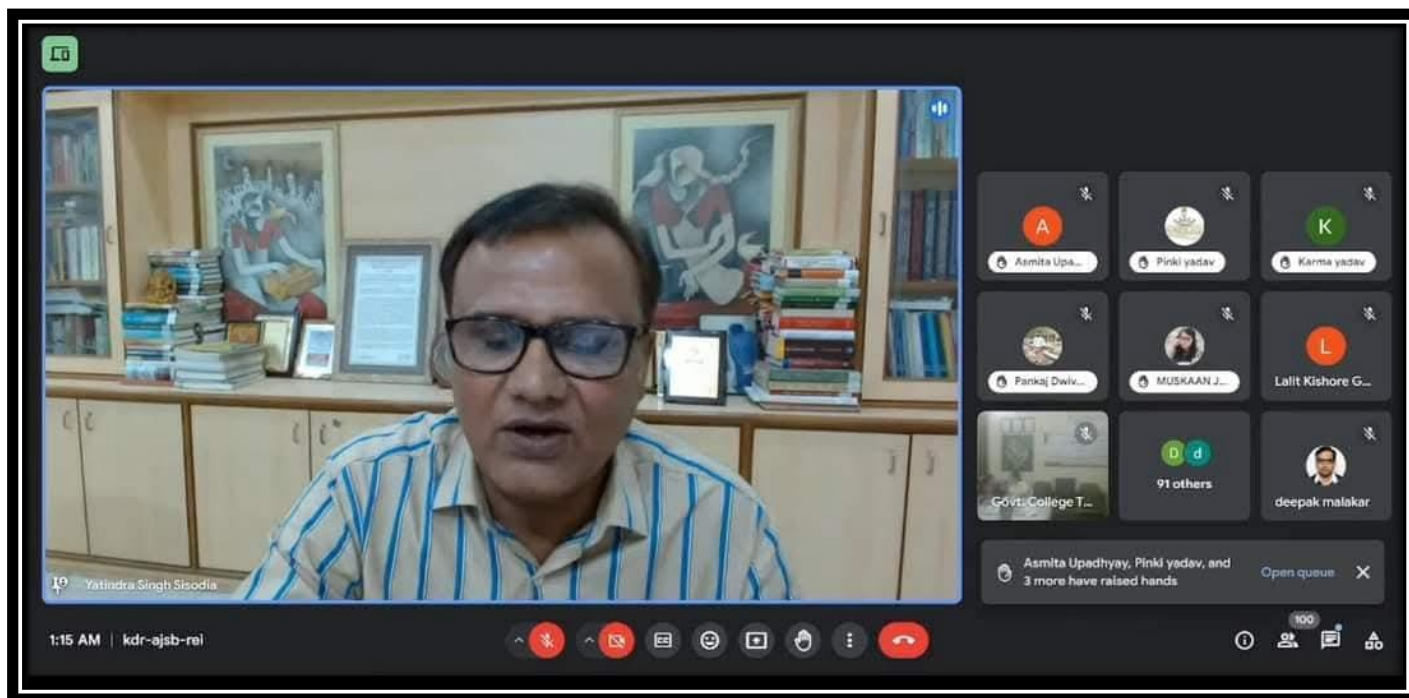 Yatindra Singh Sisodia
A
Asmita Upa...
Pinki yadav
K
Karma yadav
Pankaj Dwiv...
MUSKAAN J...
L
Lalit Kishore G...
Govt. College T...
D d
91 others
deepak malakar
Asmita Upadhyay, Pinki yadav, and
3 more have raised hands
Open queue
1:15 AM | kdr-ajsb-rei
CC
100